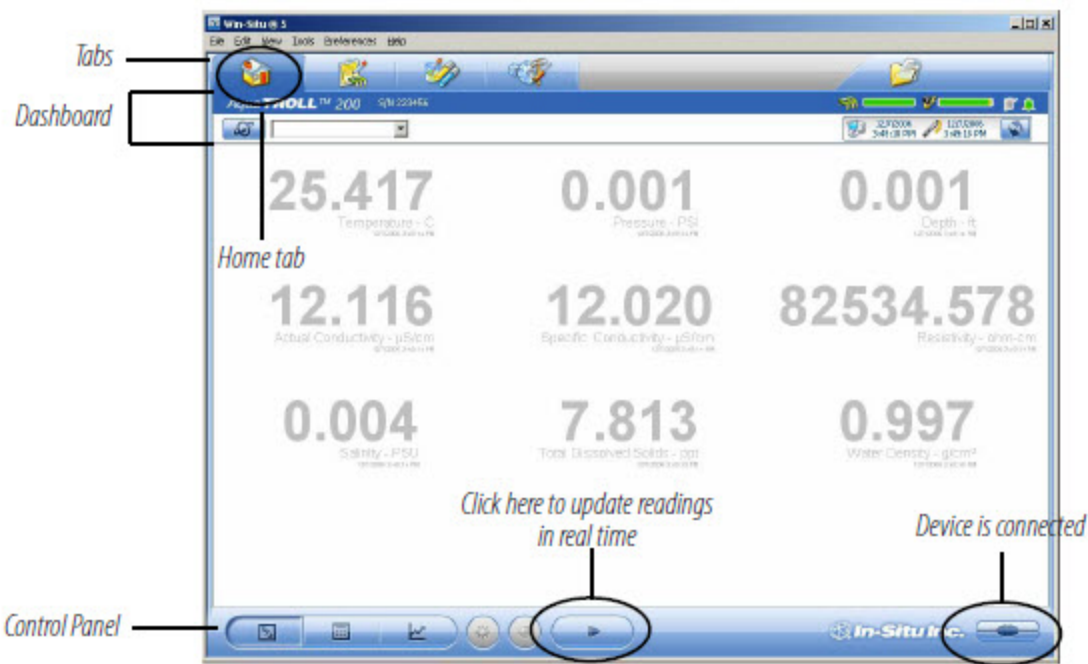 Win-Situ® 5
File Edit View Tools Preferences Help
Tabs
Dashboard
AquaTROLL™ 200 S/N 223456
25.417
Temperature - C
0.001
Pressure - PSI
0.001
Depth - ft
Home tab
12.116
Actual Conductivity - µS/cm
12.020
Specific Conductivity - µS/cm
82534.578
Resistivity - ohm-cm
0.004
Salinity - PSU
7.813
Total Dissolved Solids - ppt
0.997
Water Density - g/cm³
Click here to update readings
in real time
Device is connected
Control Panel
In-Situ Inc.